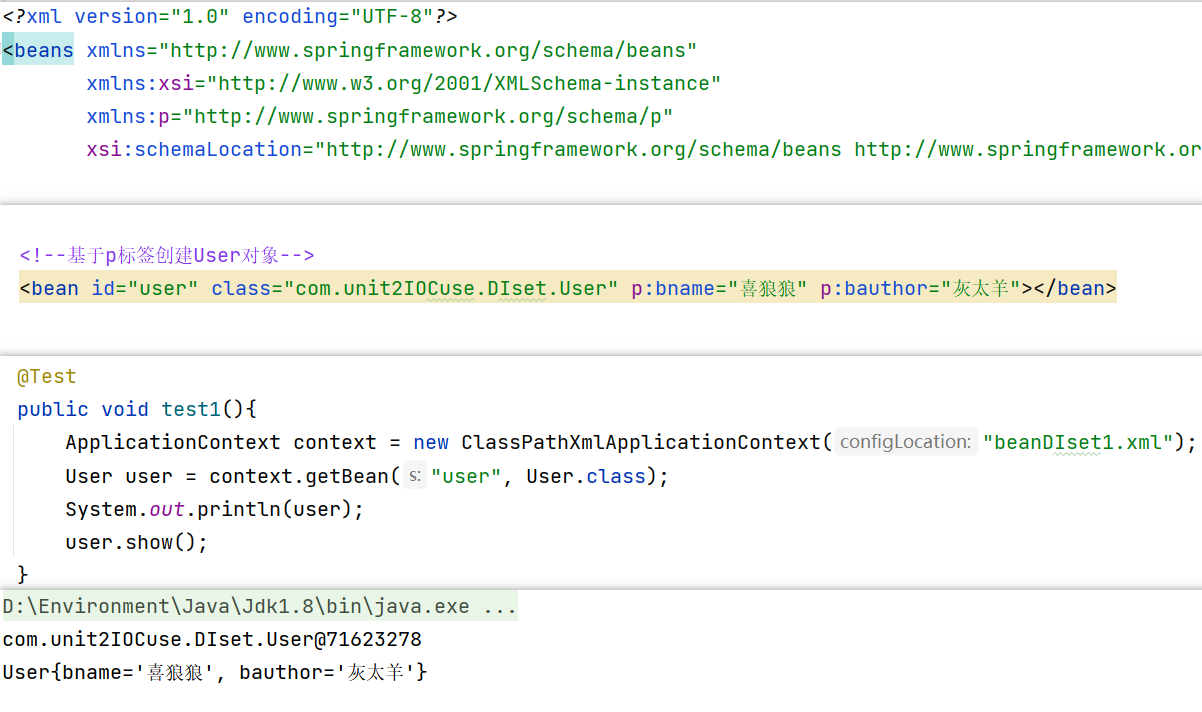 <?xml version="1.0" encoding="UTF-8"?>
<beans xmlns="http://www.springframework.org/schema/beans"
xmlns:xsi="http://www.w3.org/2001/XMLSchema-instance"
xmlns:p="http://www.springframework.org/schema/p"
xsi:schemaLocation="http://www.springframework.org/schema/beans http://www.springframework.or
<!--基于p标签创建User对象-->
<bean id="user" class="com.unit2IOCuse.DIset.User" p:bname="喜狼狼" p:bauthor="灰太羊"></bean>
@Test
public void test1(){
ApplicationContext context = new ClassPathXmlApplicationContext( configLocation: "beanDIset1.xml");
User user = context.getBean( s: "user", User.class);
System.out.println(user);
user.show();
}
D:\Environment\Java\Jdk1.8\bin\java.exe ...
com.unit2IOCuse.DIset.User@71623278
User{bname='喜狼狼', bauthor='灰太羊'}